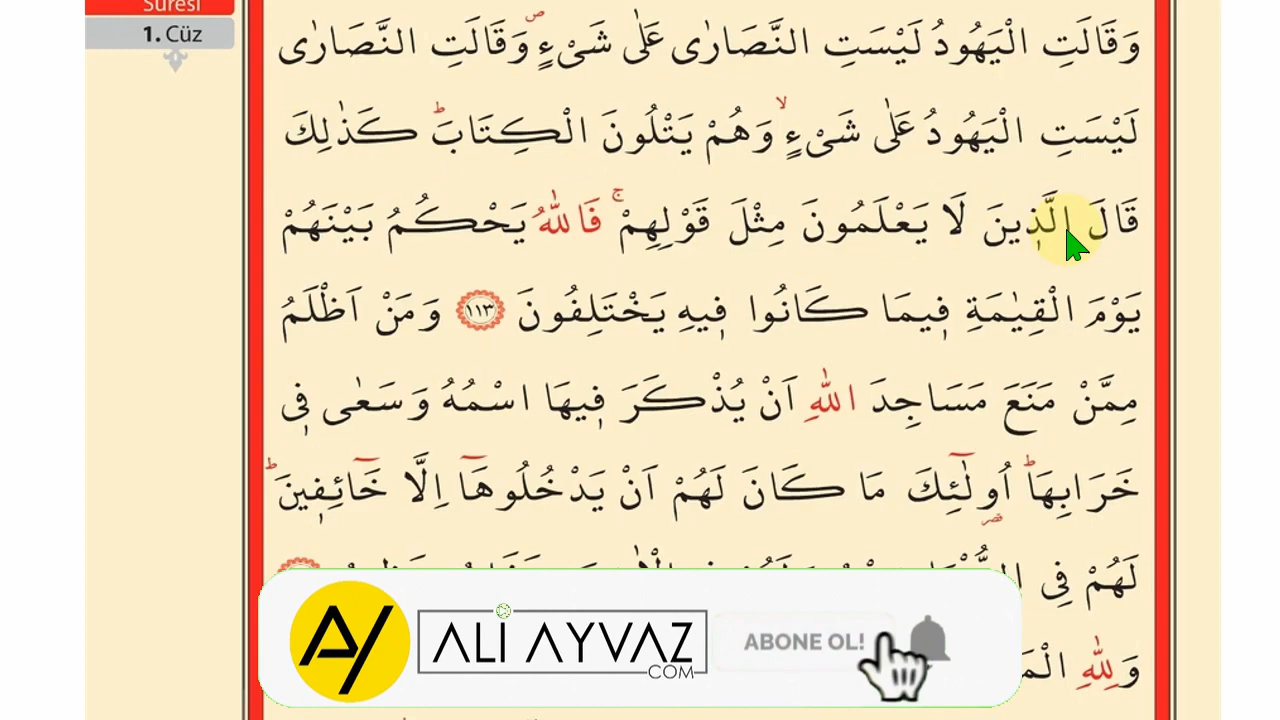 Suresi
1. Cüz
وَقَالَتِ الْيَهُودُ لَيْسَتِ النَّصَارٰى عَلٰى شَيْءٍ ۖ وَقَالَتِ النَّصَارٰى
لَيْسَتِ الْيَهُودُ عَلٰى شَيْءٍ ۙ وَهُمْ يَتْلُونَ الْكِتَابَ ۜ كَذٰلِكَ
قَالَ الَّذ۪ينَ لَا يَعْلَمُونَ مِثْلَ قَوْلِهِمْ ۚ فَاللّٰهُ يَحْكُمُ بَيْنَهُمْ
يَوْمَ الْقِيٰمَةِ ف۪يمَا كَانُوا ف۪يهِ يَخْتَلِفُونَ ﴿١١٣﴾ وَمَنْ اَظْلَمُ
مِمَّنْ مَنَعَ مَسَاجِدَ اللّٰهِ اَنْ يُذْكَرَ ف۪يهَا اسْمُهُ وَسَعٰى ف۪ي
خَرَابِهَاۜ اُو۬لٰٓئِكَ مَا كَانَ لَهُمْ اَنْ يَدْخُلُوهَٓا اِلَّا خَٓائِف۪ينَۜ
لَهُمْ فِي
وَلِلّٰهِ
AY
ALİ AYVAZ
.COM
ABONE OL!